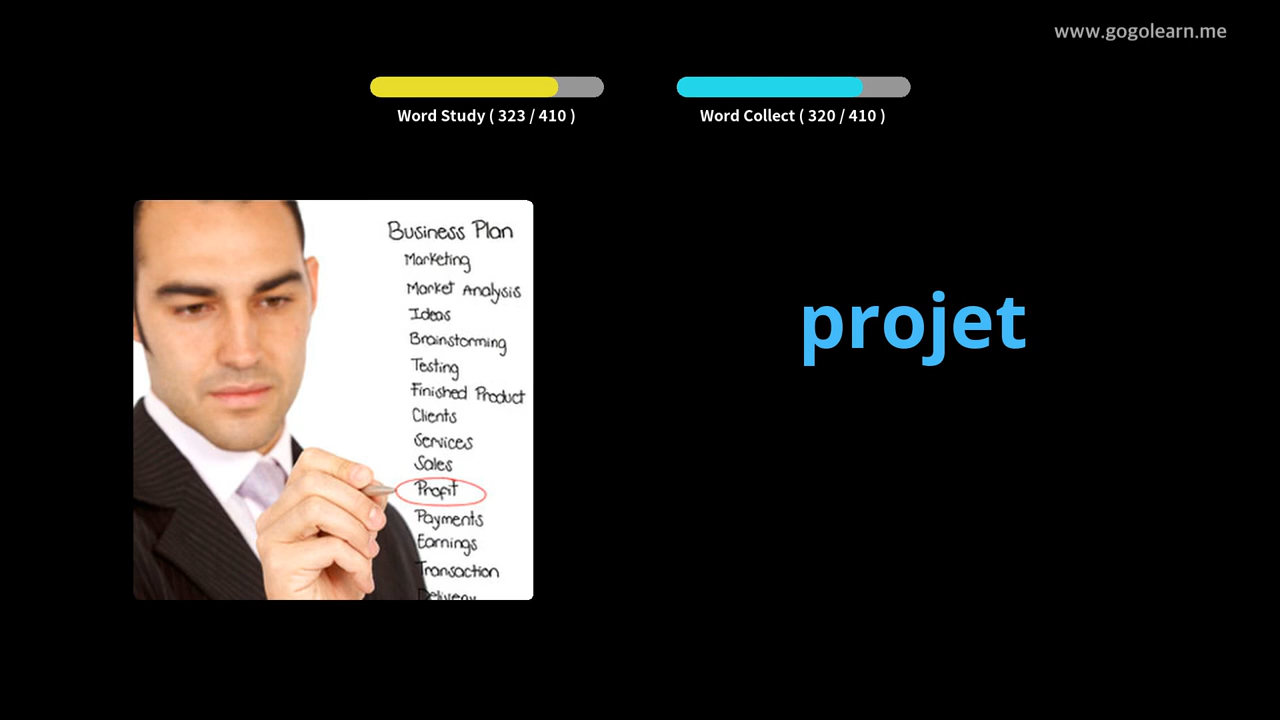 www.gogolearn.me
Word Study ( 323 / 410 )
Word Collect ( 320 / 410 )
Business Plan
Marketing
Market Analysis
Ideas
Brainstorming
Testing
Finished Product
Clients
Services
Sales
Profit
Payments
Earnings
Transaction
Delivery
projet